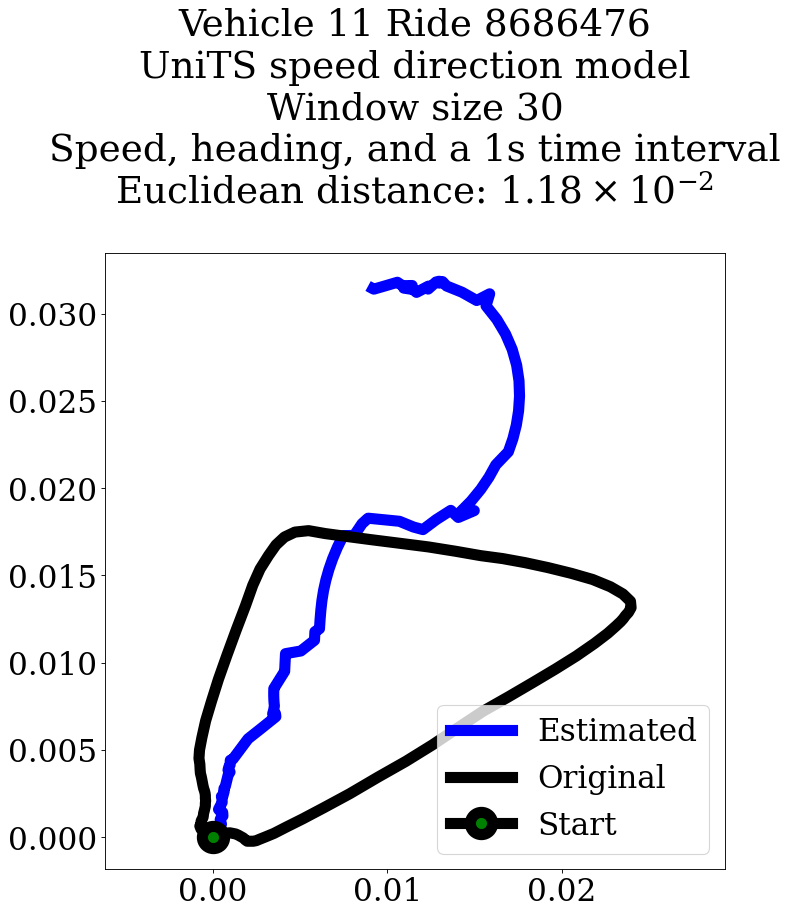 Vehicle 11 Ride 8686476
UniTS speed direction model
Window size 30
Speed, heading, and a 1s time interval
Euclidean distance: 1.18 × 10⁻²
0.030
0.025
0.020
0.015
0.010
0.005
0.000
0.00 0.01 0.02
Estimated
Original
Start